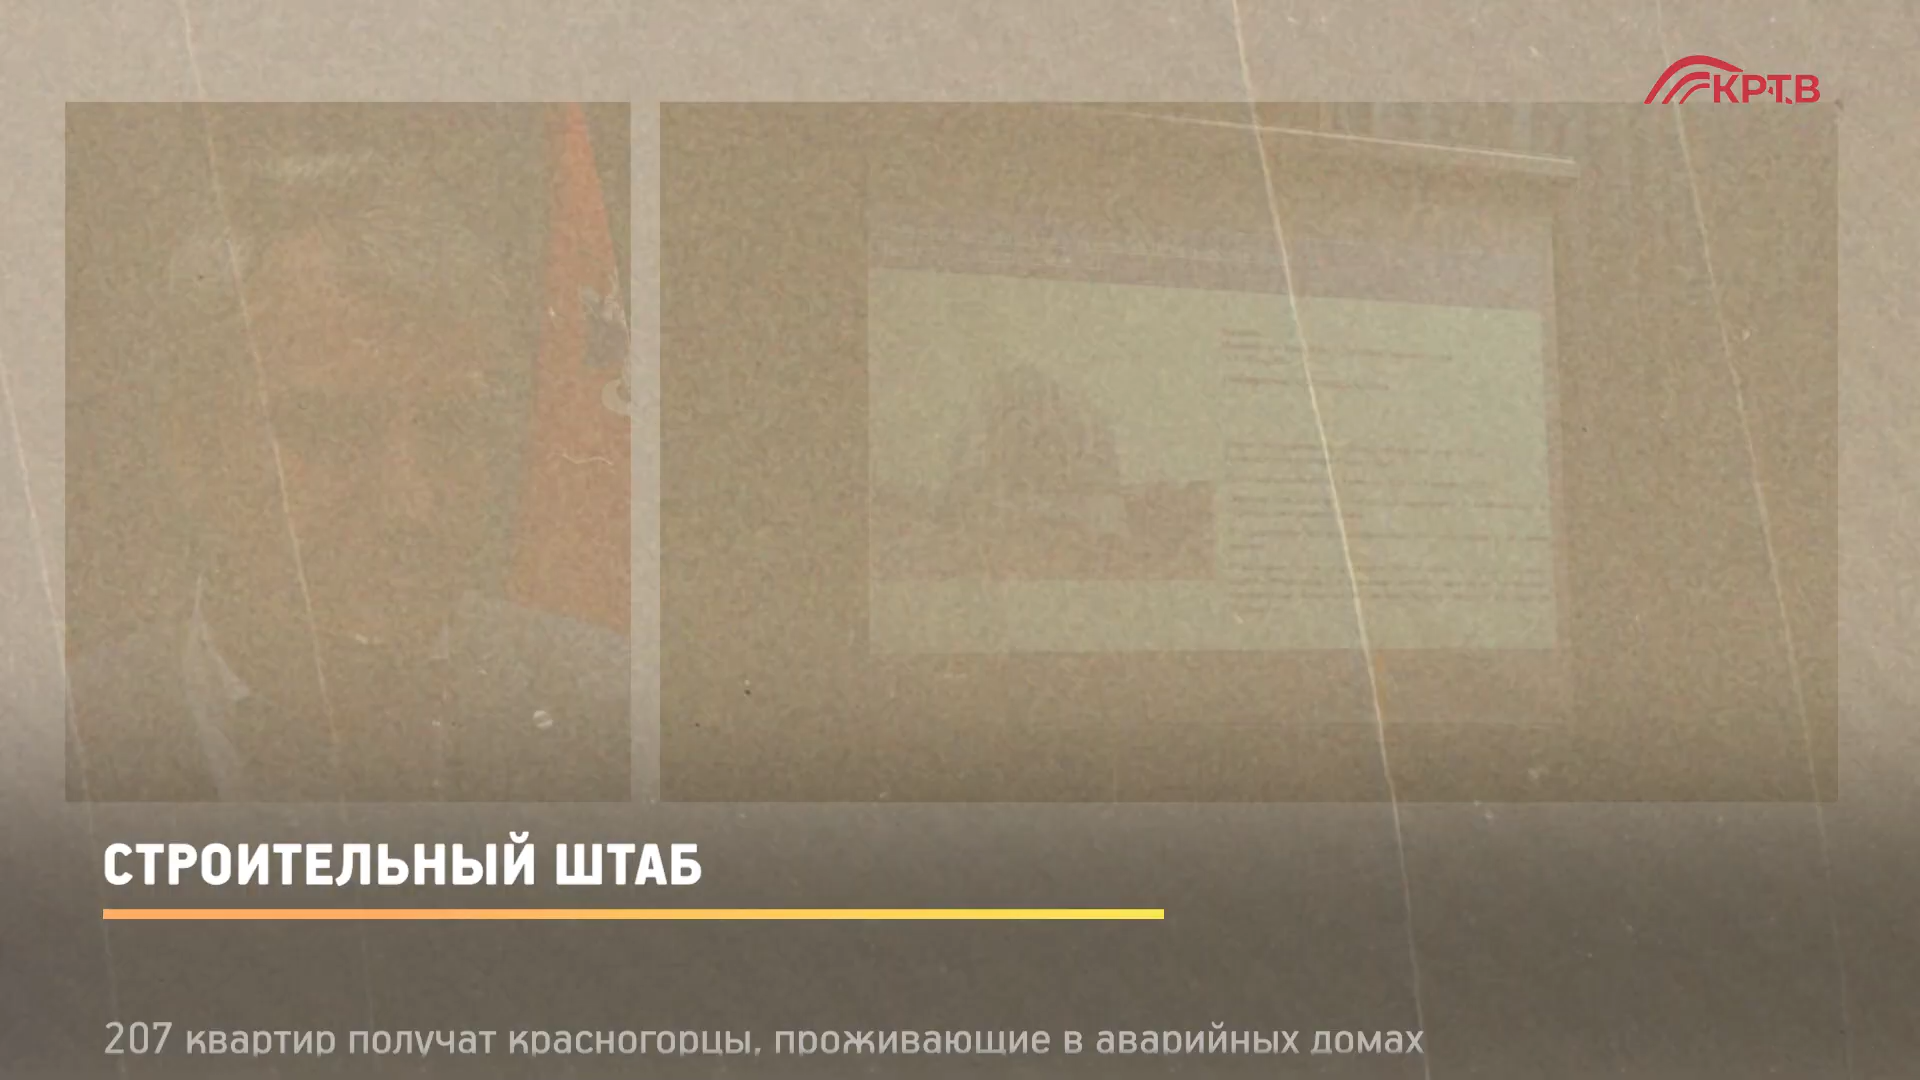 КРТВ
СТРОИТЕЛЬНЫЙ ШТАБ
207 квартир получат красногорцы, проживающие в аварийных домах